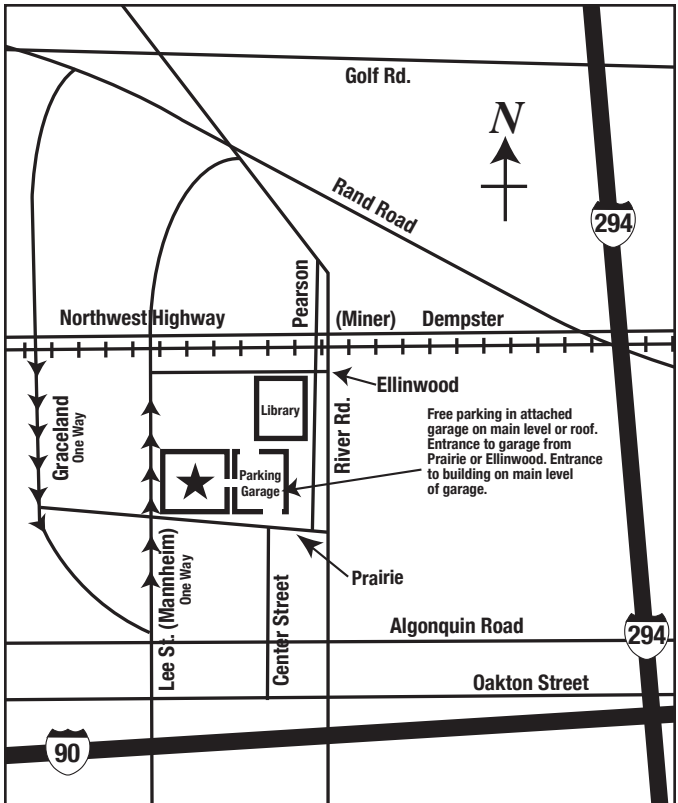 Golf Rd.
N
Rand Road
294
Pearson
Northwest Highway
(Miner)
Dempster
Ellinwood
Library
Graceland
One Way
River Rd.
Free parking in attached
garage on main level or roof.
Entrance to garage from
Prairie or Ellinwood. Entrance
to building on main level
of garage.
Parking
Garage
Prairie
Lee St. (Mannheim)
One Way
Center Street
Algonquin Road
294
Oakton Street
90